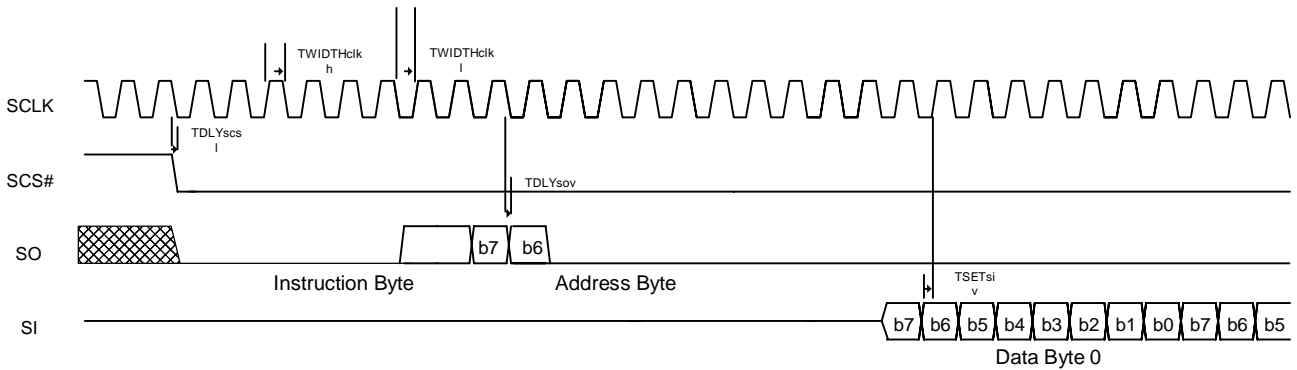 TWIDTHclk
h
TWIDTHclk
l
SCLK
TDLYscs
l
SCS#
TDLYsov
SO
b7 b6
Instruction Byte
Address Byte
TSETsi
v
SI
b7 b6 b5 b4 b3 b2 b1 b0 b7 b6 b5
Data Byte 0